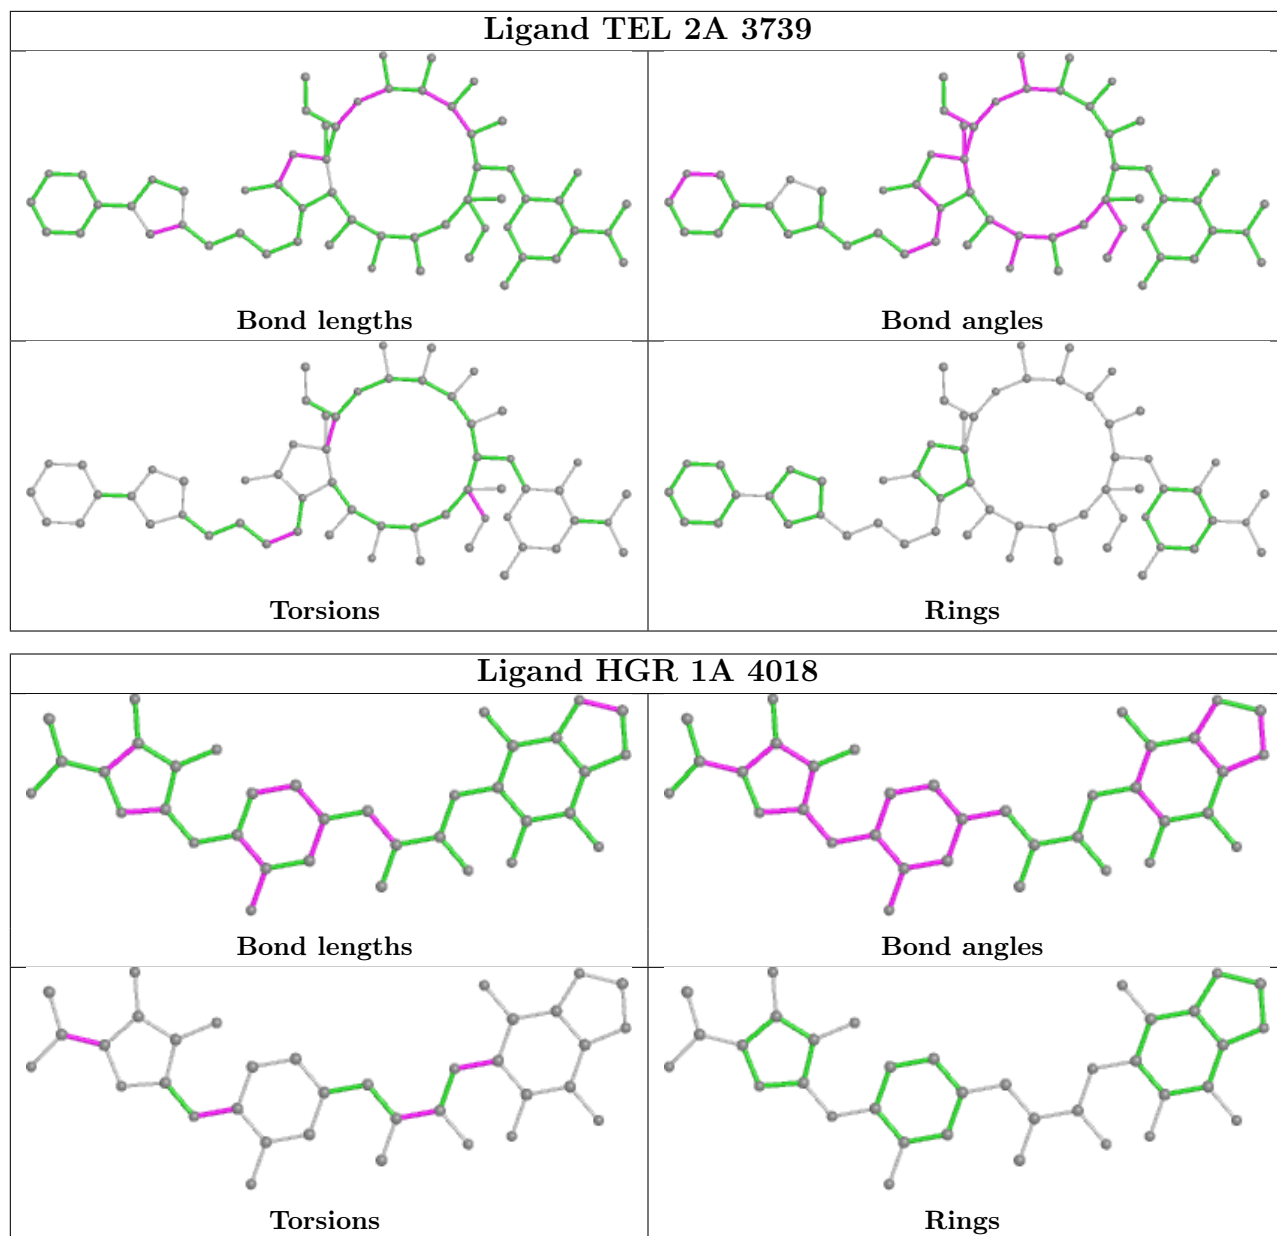 Ligand TEL 2A 3739
Bond lengths
Bond angles
Torsions
Rings
Ligand HGR 1A 4018
Bond lengths
Bond angles
Torsions
Rings